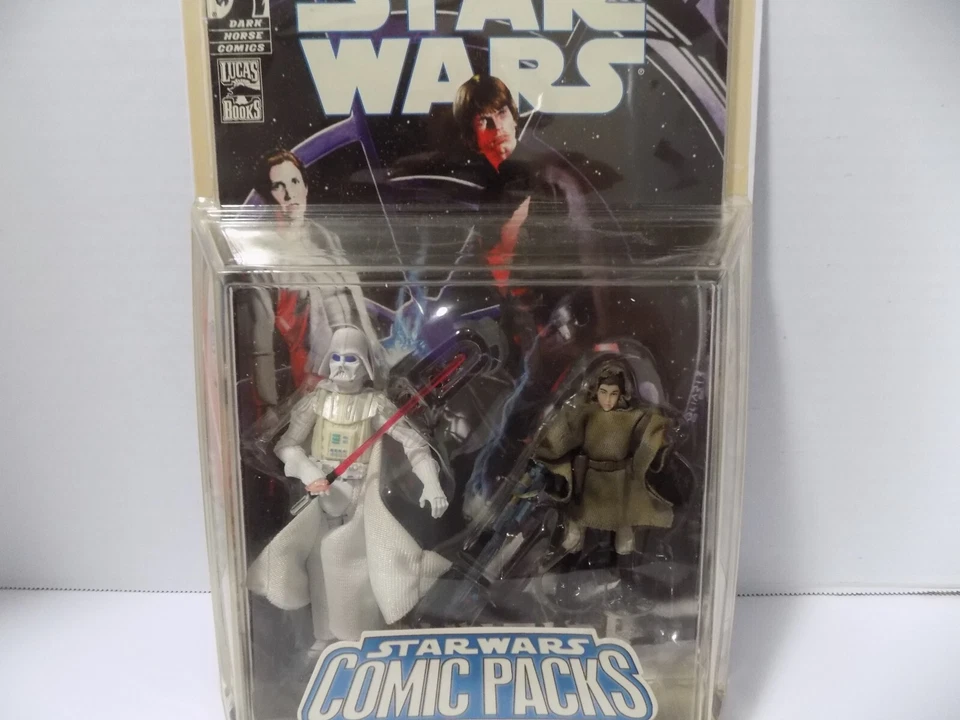 DARK
HORSE
COMICS
LUCAS
BOOKS
STAR
WARS®
STAR WARS
COMIC PACKS